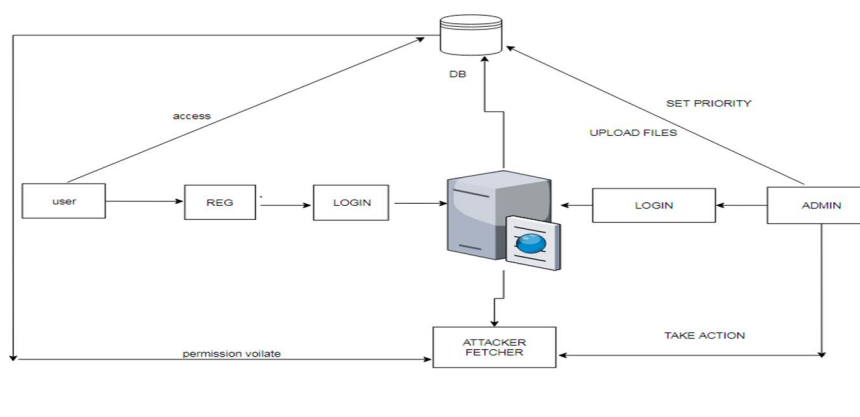 DB
SET PRIORITY
access
UPLOAD FILES
user
REG
LOGIN
LOGIN
ADMIN
TAKE ACTION
ATTACKER
FETCHER
permission voilate